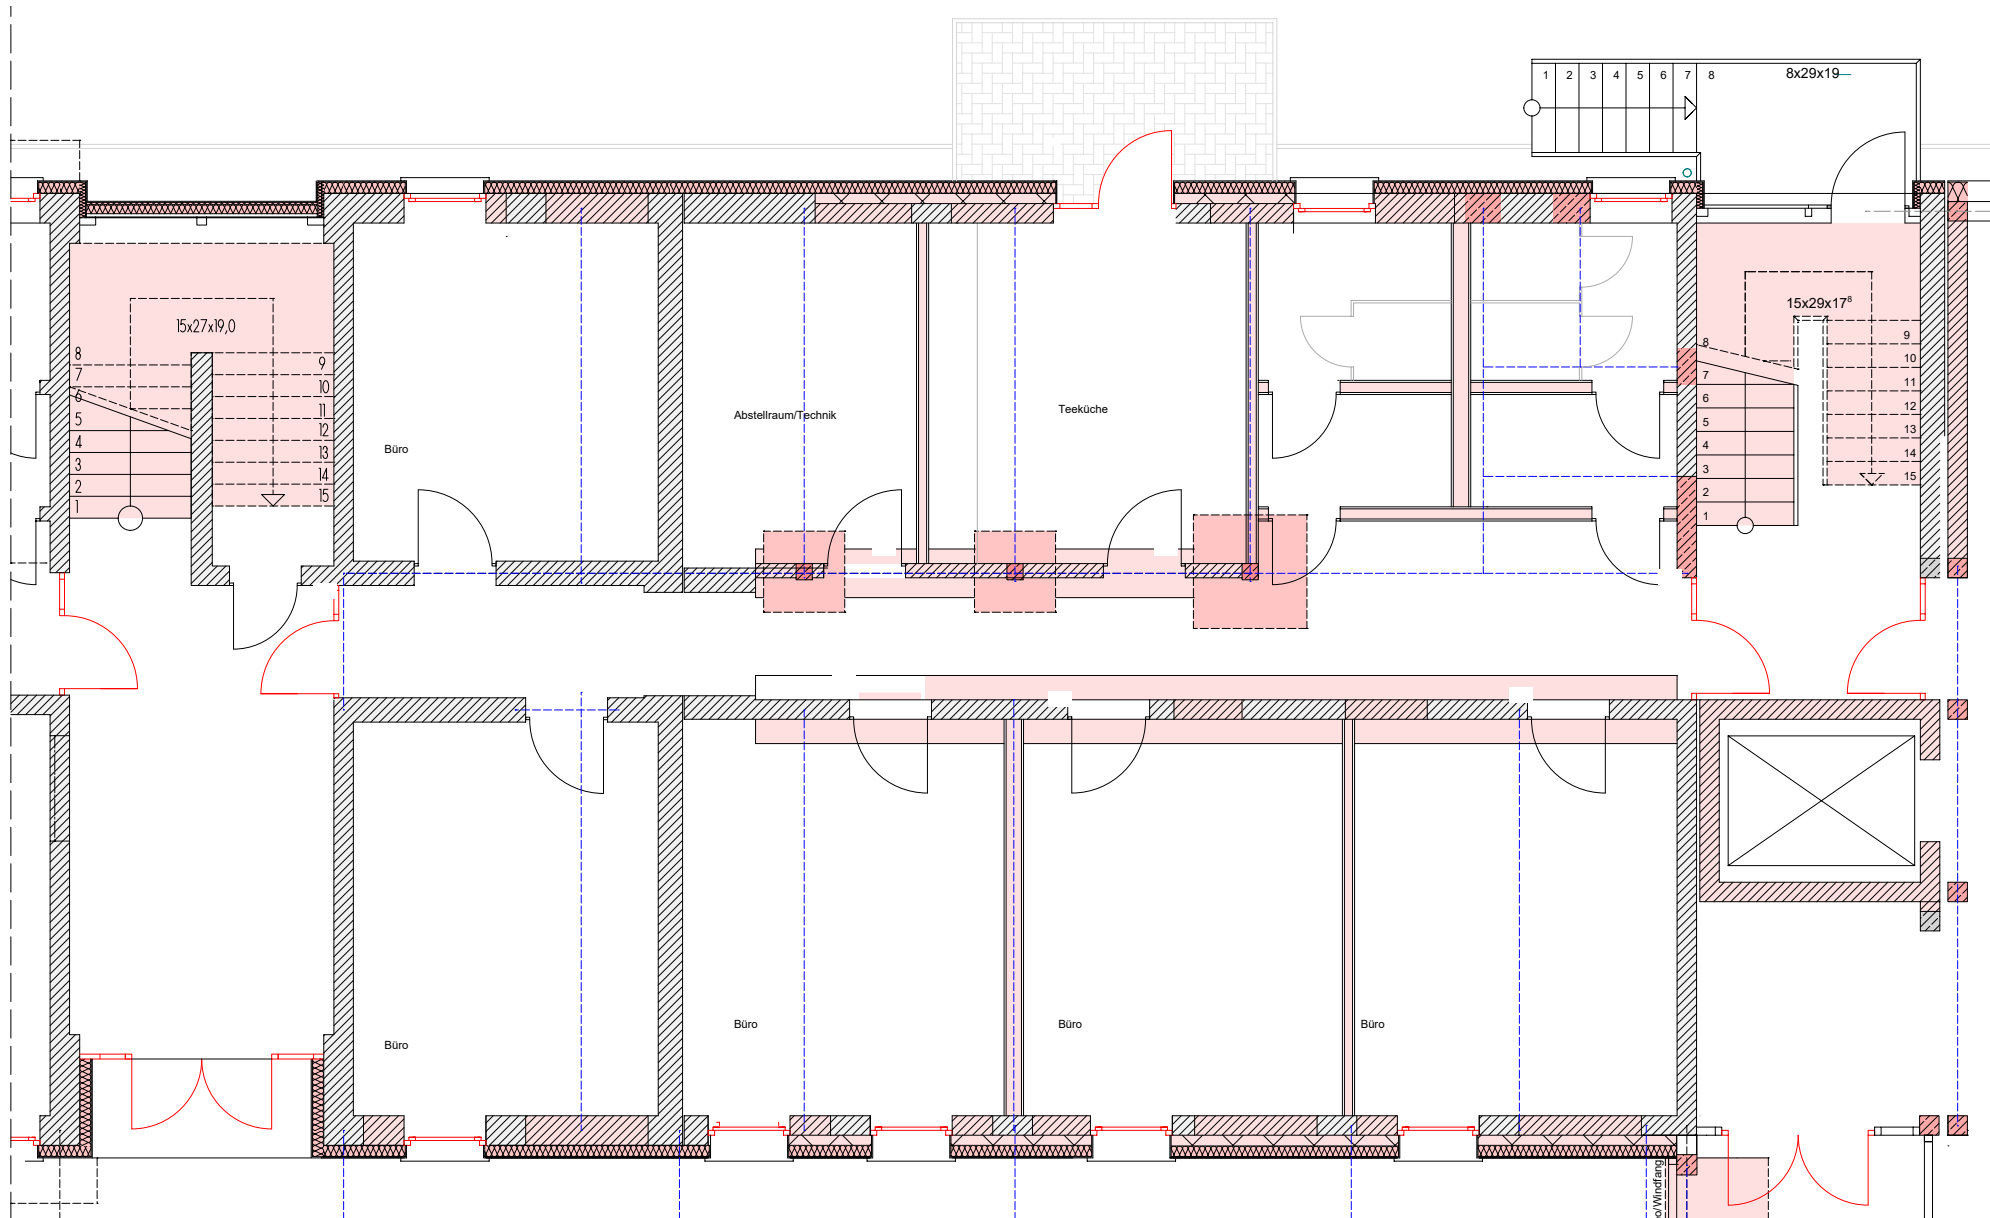 1 2 3 4 5 6 7 8
8x29x19
15x27x19,0
15x29x17⁸
8
7
6
5
4
3
2
1
9
10
11
12
13
14
15
8
7
6
5
4
3
2
1
9
10
11
12
13
14
15
Büro
Abstellraum/Technik
Teeküche
Büro
Büro
Büro
Büro
o/Windfang